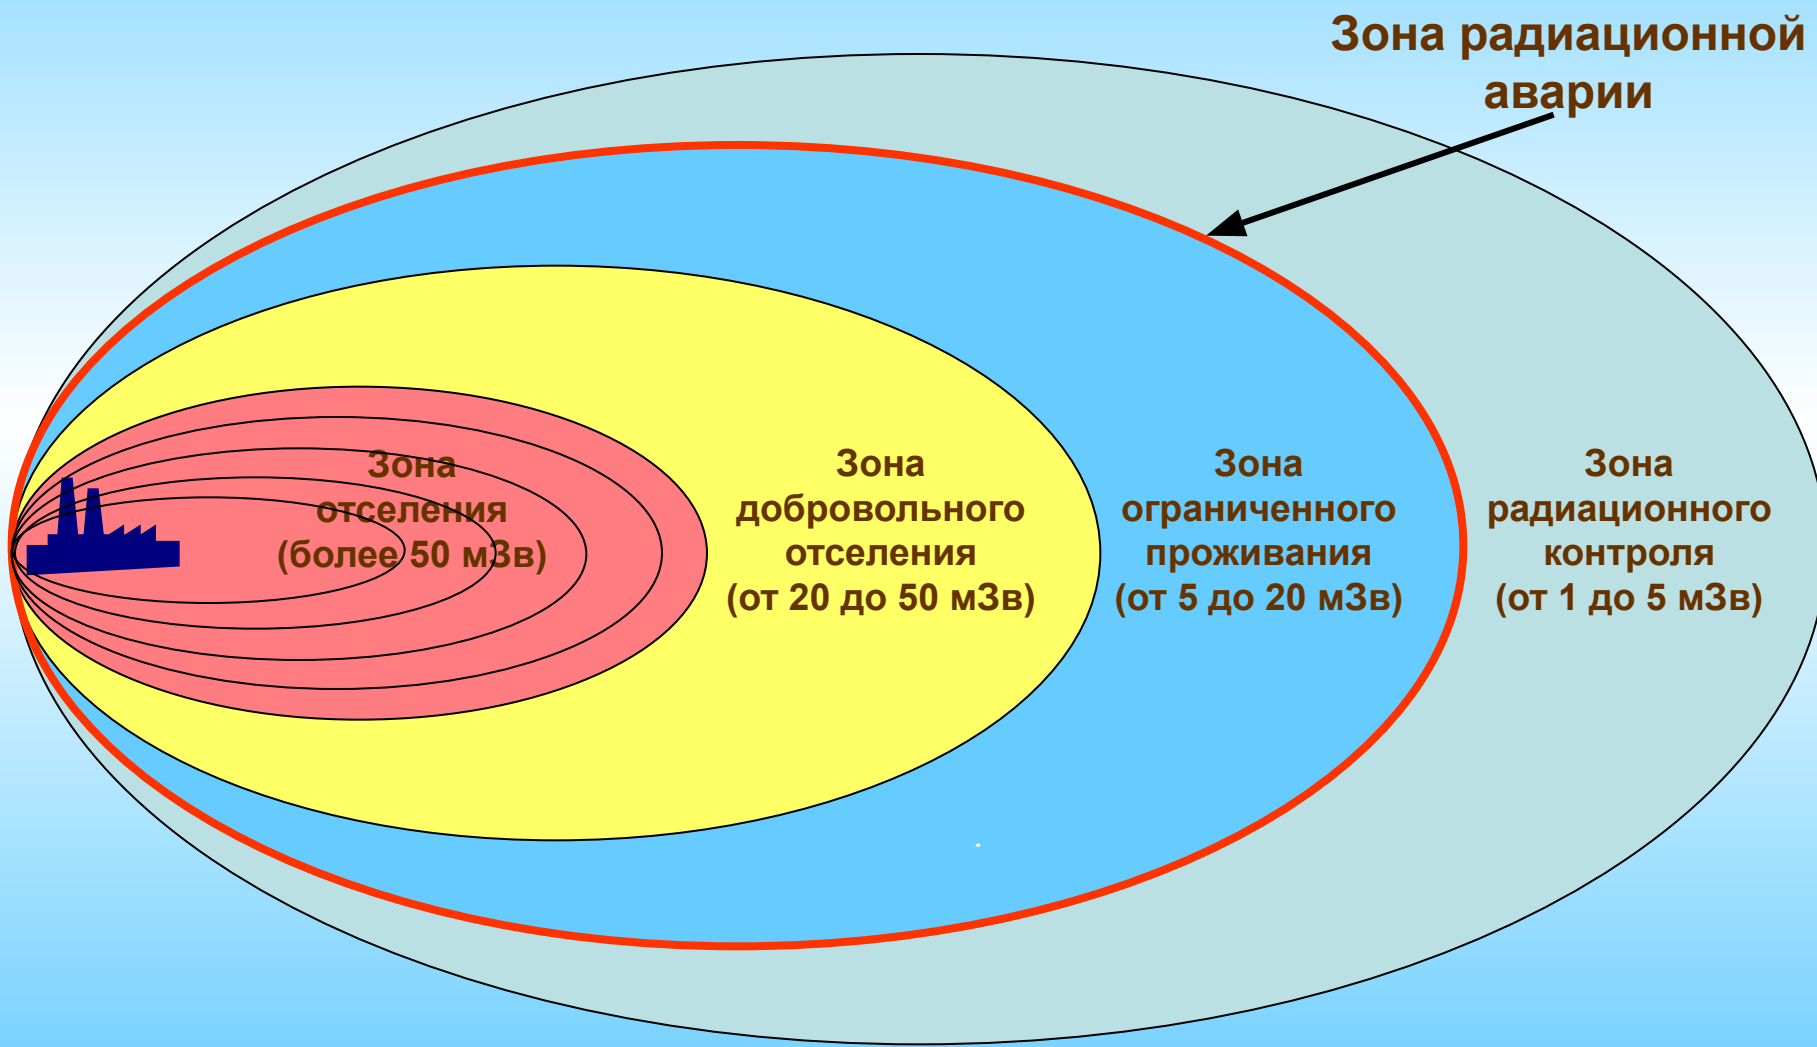 Зона радиационной
аварии
Зона
отселения
(более 50 мЗв)
Зона
добровольного
отселения
(от 20 до 50 мЗв)
Зона
ограниченного
проживания
(от 5 до 20 мЗв)
Зона
радиационного
контроля
(от 1 до 5 мЗв)